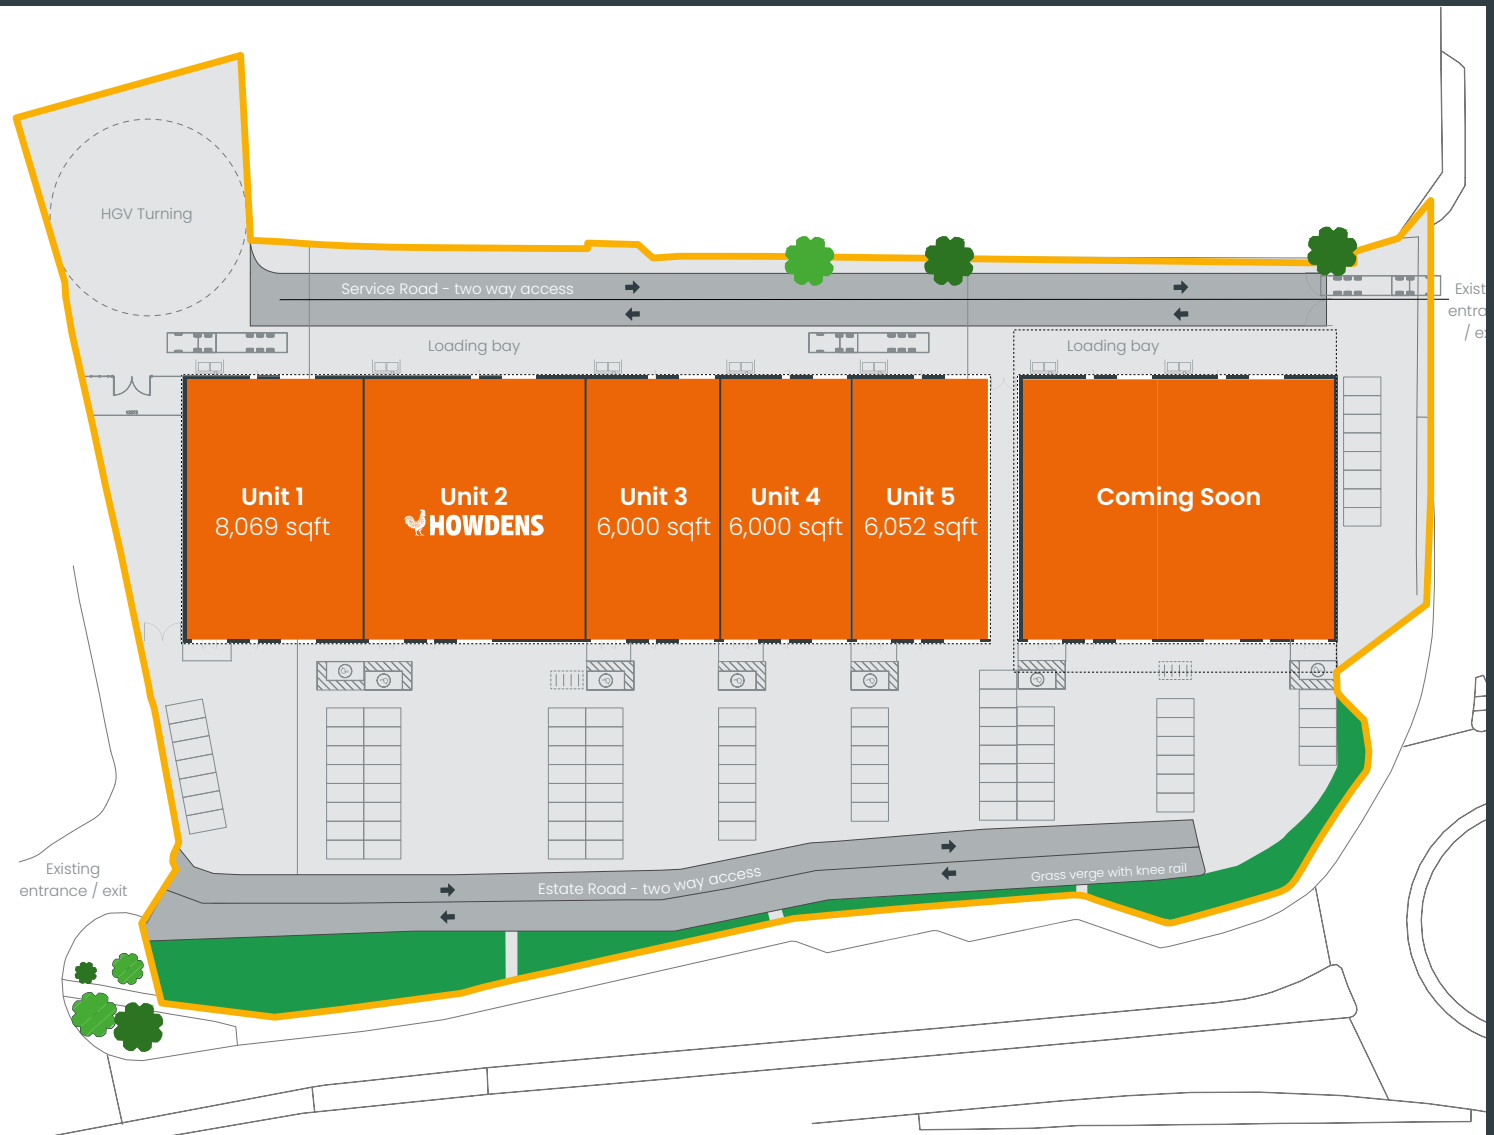 HGV Turning
Service Road - two way access
Loading bay
Loading bay
Unit 1
8,069 sqft
Unit 2
HOWDENS
Unit 3
6,000 sqft
Unit 4
6,000 sqft
Unit 5
6,052 sqft
Coming Soon
Existing
entrance / exit
Estate Road - two way access
Grass verge with knee rail